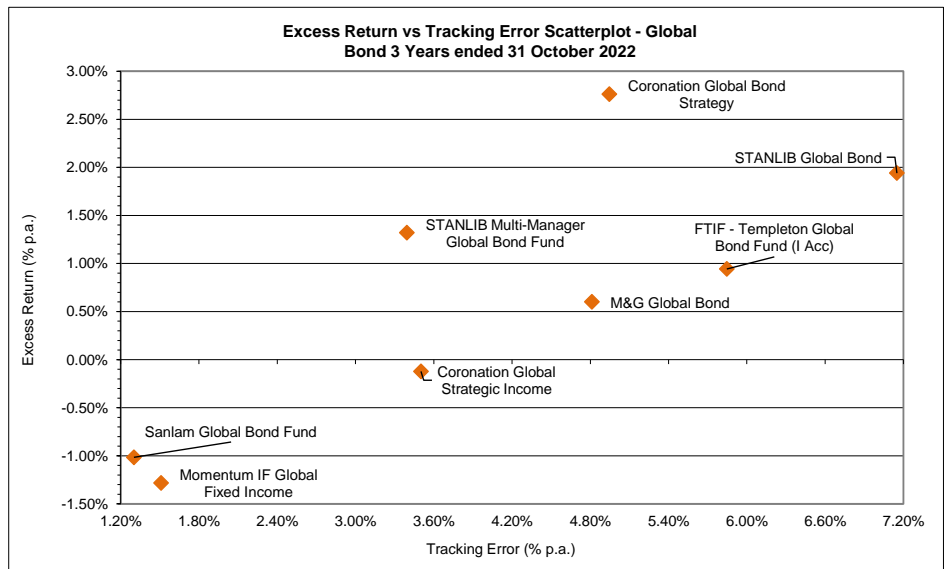 Excess Return vs Tracking Error Scatterplot - Global
Bond 3 Years ended 31 October 2022
Excess Return (% p.a.)
3.00%
2.50%
2.00%
1.50%
1.00%
0.50%
0.00%
-0.50%
-1.00%
-1.50%
Coronation Global Bond
Strategy
STANLIB Global Bond
STANLIB Multi-Manager
Global Bond Fund
FTIF - Templeton Global
Bond Fund (I Acc)
M&G Global Bond
Coronation Global
Strategic Income
Sanlam Global Bond Fund
Momentum IF Global
Fixed Income
1.20% 1.80% 2.40% 3.00% 3.60% 4.20% 4.80% 5.40% 6.00% 6.60% 7.20%
Tracking Error (% p.a.)